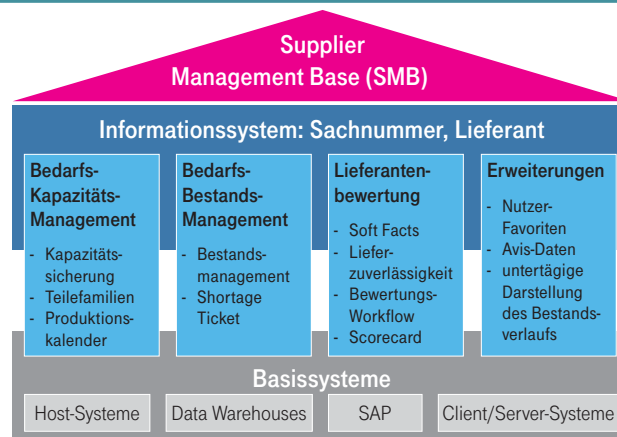 Supplier
Management Base (SMB)
Informationssystem: Sachnummer, Lieferant
Bedarfs-
Kapazitäts-
Management
- Kapazitäts-
sicherung
- Teilefamilien
- Produktions-
kalender
Bedarfs-
Bestands-
Management
- Bestands-
management
- Shortage
Ticket
Lieferanten-
bewertung
- Soft Facts
- Liefer-
zuverlässigkeit
- Bewertungs-
Workflow
- Scorecard
Erweiterungen
- Nutzer-
Favoriten
- Avis-Daten
- untertägige
Darstellung
des Bestands-
verlaufs
Basissysteme
Host-Systeme
Data Warehouses
SAP
Client/Server-Systeme